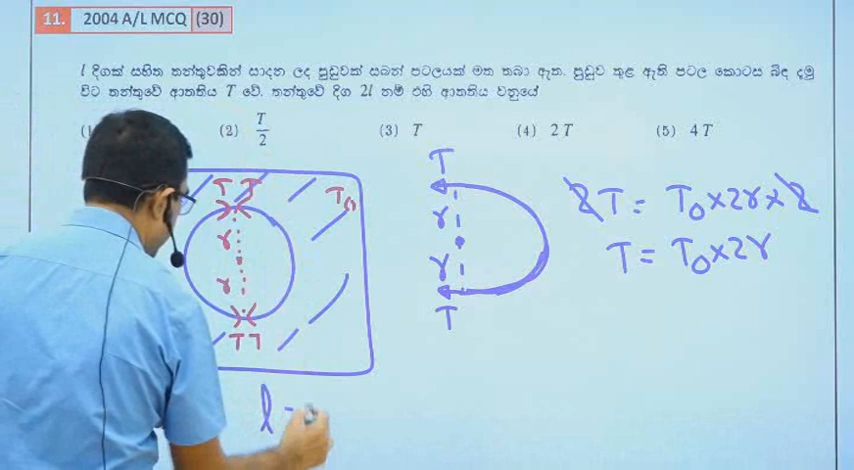 11. 2004 A/L MCQ (30)
l දිගක් සහිත තන්තුවකින් සාදන ලද පුඩුවක් සබන් පටලයක් මත තබා ඇත. පුඩුව තුළ ඇති පටල කොටස බිඳ දැමූ
විට තන්තුවේ ආතතිය T වේ. තන්තුවේ දිග 2l නම් එහි ආතතිය වනුයේ
(1 (2) T/2 (3) T (4) 2T (5) 4T
T T
T₀
r
r
T T
l =
T
r
r
T
2T = T₀ × 2r × 2
T = T₀ × 2r